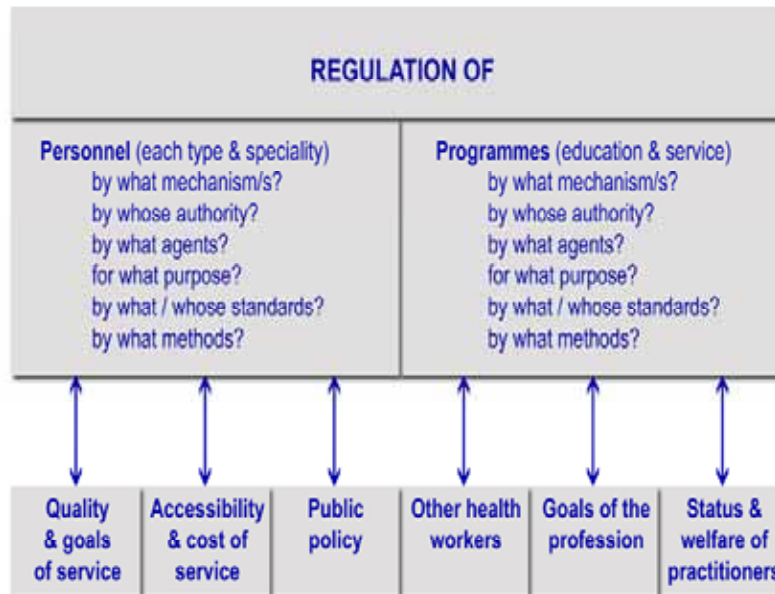 REGULATION OF
Personnel (each type & speciality)
by what mechanism/s?
by whose authority?
by what agents?
for what purpose?
by what / whose standards?
by what methods?
Programmes (education & service)
by what mechanism/s?
by whose authority?
by what agents?
for what purpose?
by what / whose standards?
by what methods?
Quality
& goals
of service
Accessibility
& cost of
service
Public
policy
Other health
workers
Goals of the
profession
Status &
welfare of
practitioners